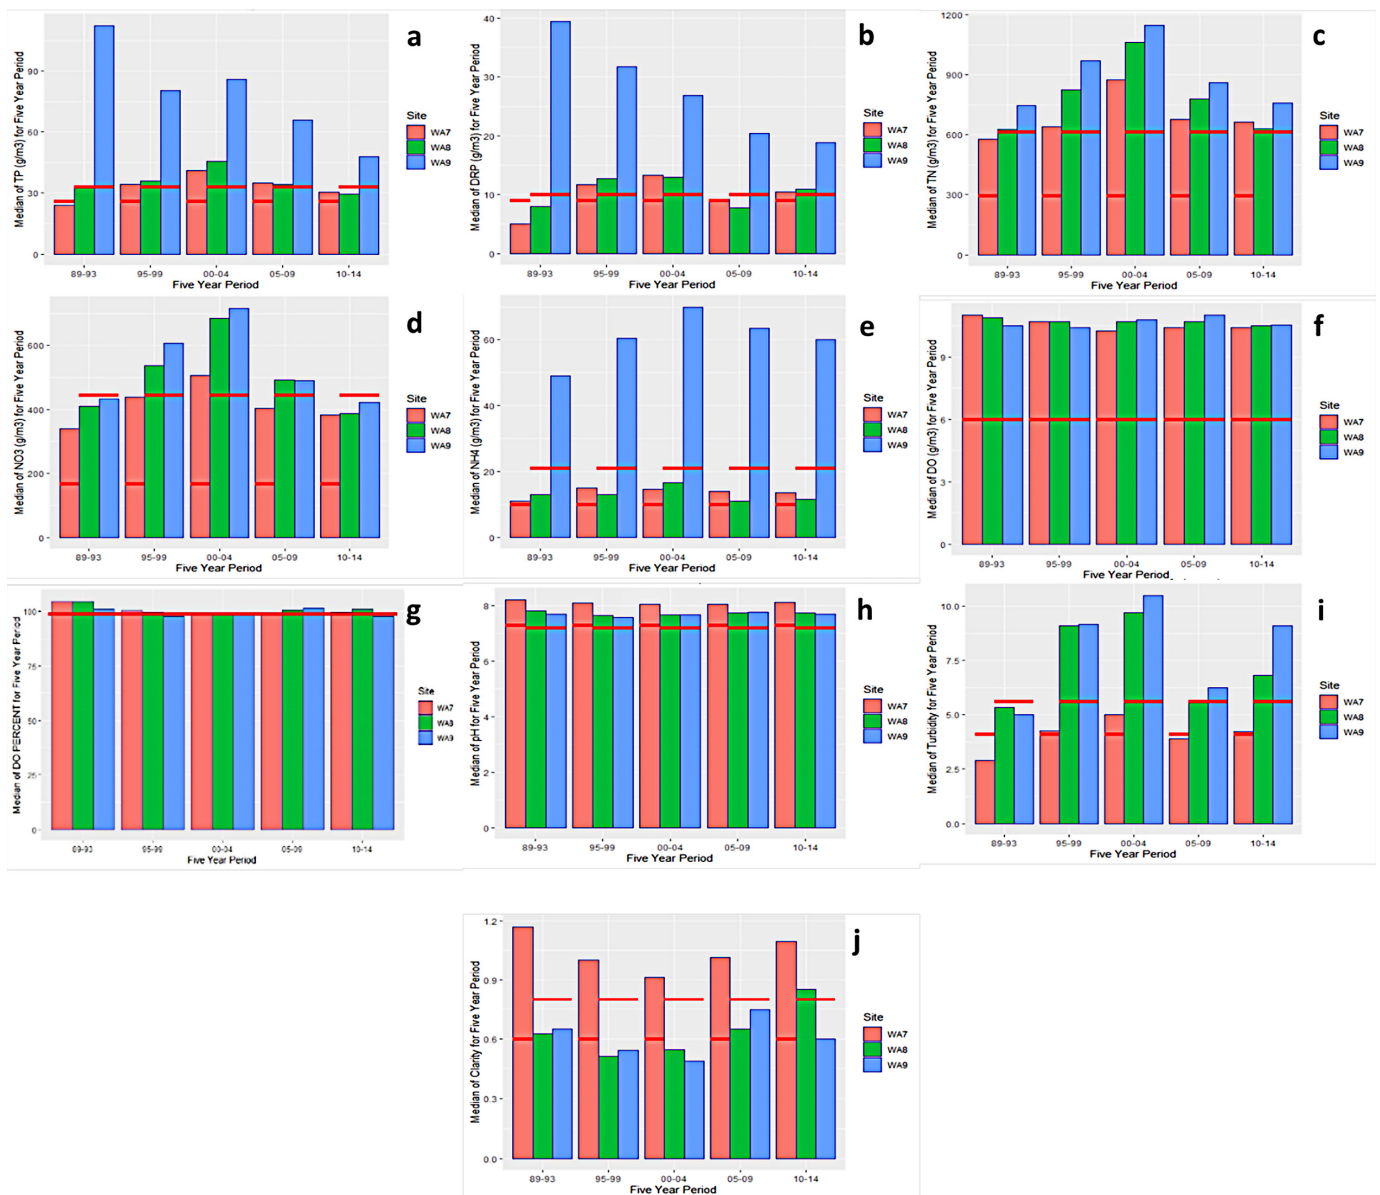 a
Median of TP (g/m3) for Five Year Period
90
60
30
0
89-93 95-99 00-04 05-09 10-14
Five Year Period
Site
WA7
WA8
WA9
b
Median of DRP (g/m3) for Five Year Period
40
30
20
10
0
89-93 95-99 00-04 05-09 10-14
Five Year Period
Site
WA7
WA8
WA9
c
Median of TN (g/m3) for Five Year Period
1200
900
600
300
0
89-93 95-99 00-04 05-09 10-14
Five Year Period
Site
WA7
WA8
WA9
d
Median of NO3 (g/m3) for Five Year Period
600
400
200
0
89-93 95-99 00-04 05-09 10-14
Five Year Period
Site
WA7
WA8
WA9
e
Median of NH4 (g/m3) for Five Year Period
60
40
20
0
89-93 95-99 00-04 05-09 10-14
Five Year Period
Site
WA7
WA8
WA9
f
Median of DO (g/m3) for Five Year Period
9
6
3
0
89-93 95-99 00-04 05-09 10-14
Site
WA7
WA8
WA9
g
Median of DO PERCENT for Five Year Period
100
75
50
25
0
89-93 95-99 00-04 05-09 10-14
Five Year Period
Site
WA7
WA8
WA9
h
Median of pH for Five Year Period
8
6
4
2
0
89-93 95-99 00-04 05-09 10-14
Five Year Period
Site
WA7
WA8
WA9
i
Median of Turbidity for Five Year Period
10.0
7.5
5.0
2.5
0.0
89-93 95-99 00-04 05-09 10-14
Five Year Period
Site
WA7
WA8
WA9
j
Median of Clarity for Five Year Period
1.2
0.9
0.6
0.3
0.0
89-93 95-99 00-04 05-09 10-14
Five Year Period
Site
WA7
WA8
WA9